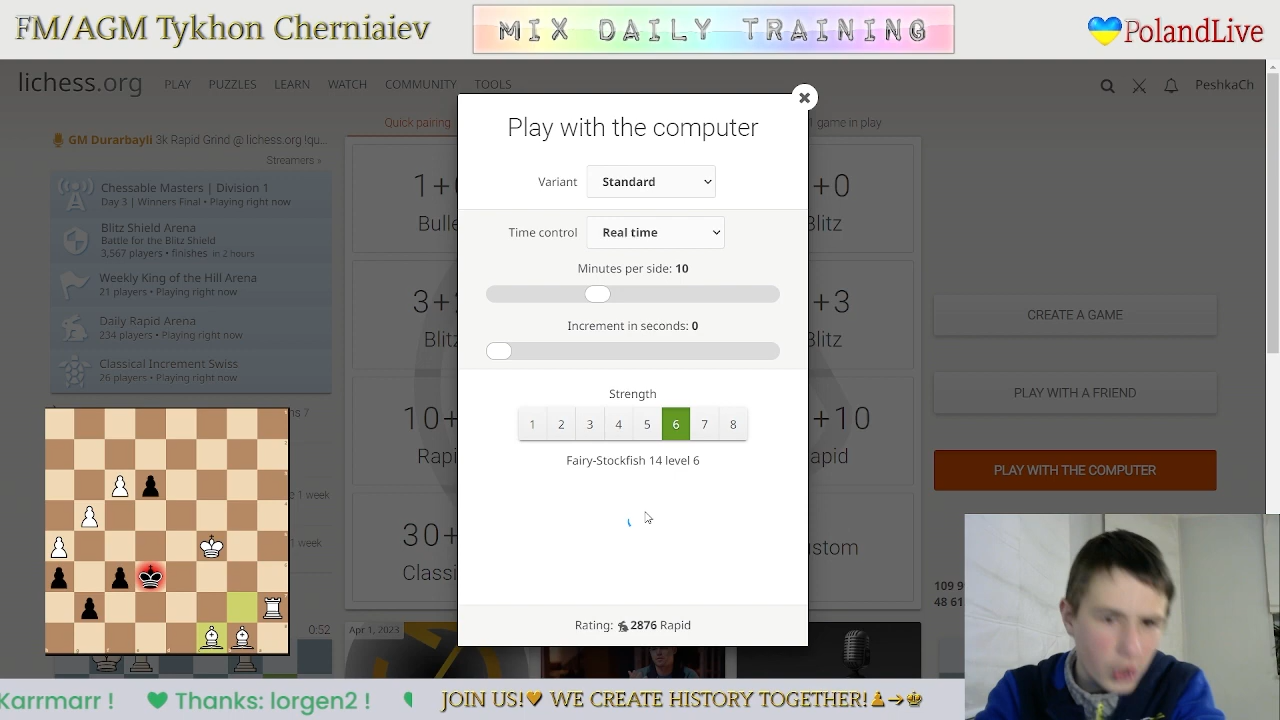 FM/AGM Tykhon Cherniaiev
MIX DAILY TRAINING
PolandLive
lichess.org
PLAY PUZZLES LEARN WATCH COMMUNITY TOOLS
PeshkaCh
GM Durarbayli 3k Rapid Grind @ lichess.org !qu...
Streamers »
Chessable Masters | Division 1
Day 3 | Winners Final • Playing right now
Blitz Shield Arena
Battle for the Blitz Shield
3,567 players • finishes in 2 hours
Weekly King of the Hill Arena
21 players • Playing right now
Daily Rapid Arena
234 players • Playing right now
Classical Increment Swiss
26 players • Playing right now
Quick pairing
1 game in play
Play with the computer
Variant Standard
Time control Real time
Minutes per side: 10
Increment in seconds: 0
Strength
1 2 3 4 5 6 7 8
Fairy-Stockfish 14 level 6
Rating: 2876 Rapid
CREATE A GAME
PLAY WITH A FRIEND
PLAY WITH THE COMPUTER
0:52
Apr 1, 2023
Karrmarr ! Thanks: lorgen2 !
JOIN US! WE CREATE HISTORY TOGETHER!